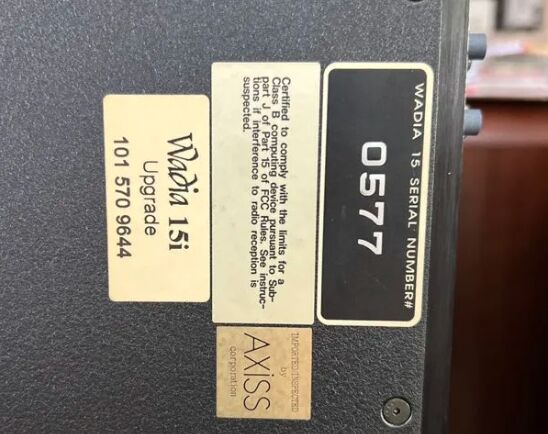 WADIA 15 SERIAL NUMBER#
0577
Certified to comply with the limits for a
Class B computing device pursuant to Sub-
part J of Part 15 of FCC Rules. See instruc-
tions if interference to radio reception is
suspected.
IMPORTED/INSPECTED
by
AXiSS
corporation
Wadia 15i
Upgrade
101 570 9644